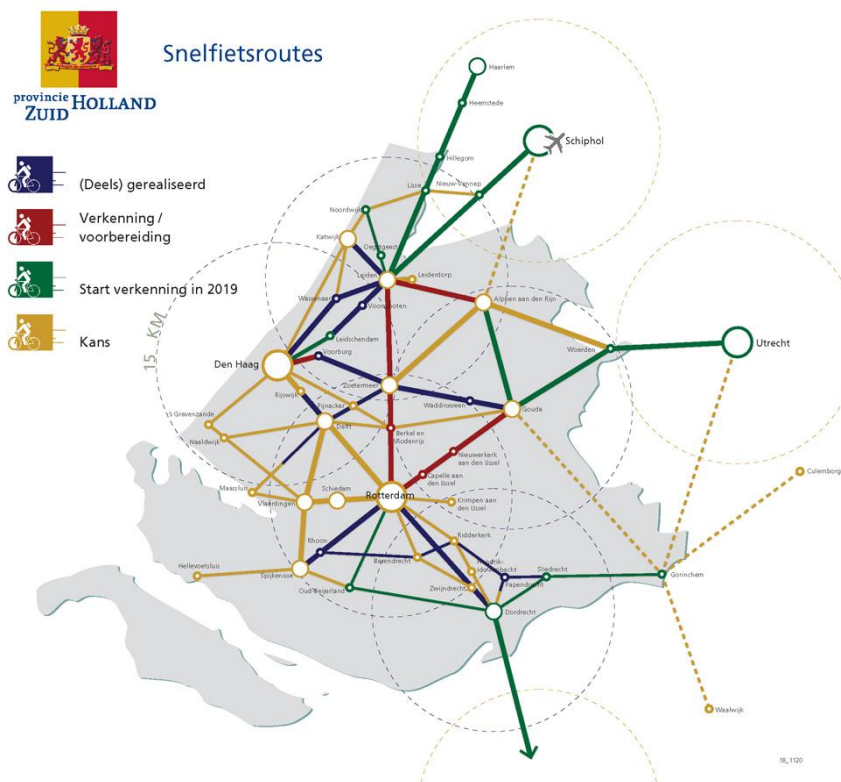 Snelfietsroutes
provincie
ZUID HOLLAND
(Deels) gerealiseerd
Verkenning /
voorbereiding
Start verkenning in 2019
Kans
15 KM
Haarlem
Heemstede
Schiphol
Hillegom
Lisse
Nieuw-Vennep
Noordwijk
Katwijk
Oegstgeest
Leiden
Leiderdorp
Wassenaar
Voorschoten
Alphen aan den Rijn
Leidschendam
Voorburg
Woerden
Utrecht
Den Haag
Zoetermeer
Rijswijk
Pijnacker
Waddinxveen
Gouda
's Gravenzande
Delft
Berkel en
Rodenrijs
Naaldwijk
Nieuwerkerk
aan den IJssel
Culemborg
Capelle aan
den IJssel
Maassluis
Schiedam
Rotterdam
Vlaardingen
Krimpen aan
den IJssel
Rhoon
Ridderkerk
Hellevoetsluis
Spijkenisse
Barendrecht
Hendrik-
Ido-Ambacht
Sliedrecht
Gorinchem
Oud-Beijerland
Zwijndrecht
Papendrecht
Dordrecht
Waalwijk
18_1120